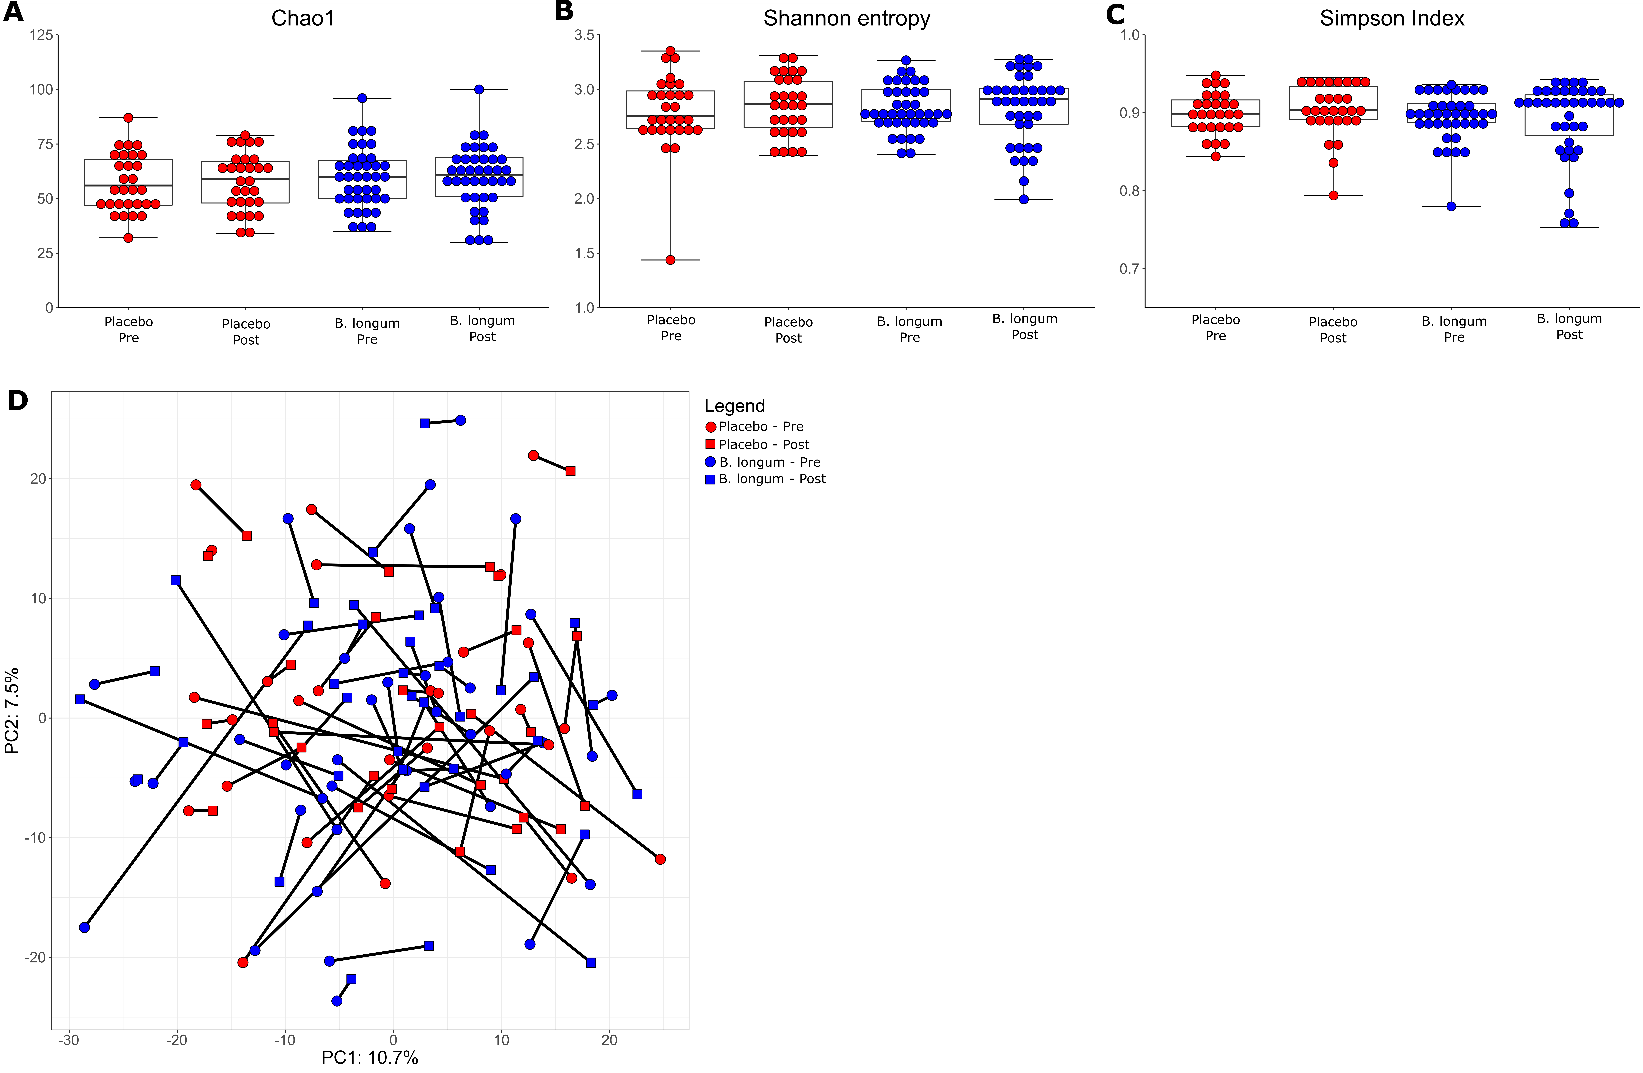 A
Chao1
125
100
75
50
25
0
Placebo
Pre
Placebo
Post
B. longum
Pre
B. longum
Post
B
Shannon entropy
3.5
3.0
2.5
2.0
1.5
1.0
Placebo
Pre
Placebo
Post
B. longum
Pre
B. longum
Post
C
Simpson Index
1.0
0.9
0.8
0.7
Placebo
Pre
Placebo
Post
B. longum
Pre
B. longum
Post
D
PC2: 7.5%
20
10
0
-10
-20
-30
-20
-10
0
10
20
PC1: 10.7%
Legend
Placebo - Pre
Placebo - Post
B. longum - Pre
B. longum - Post